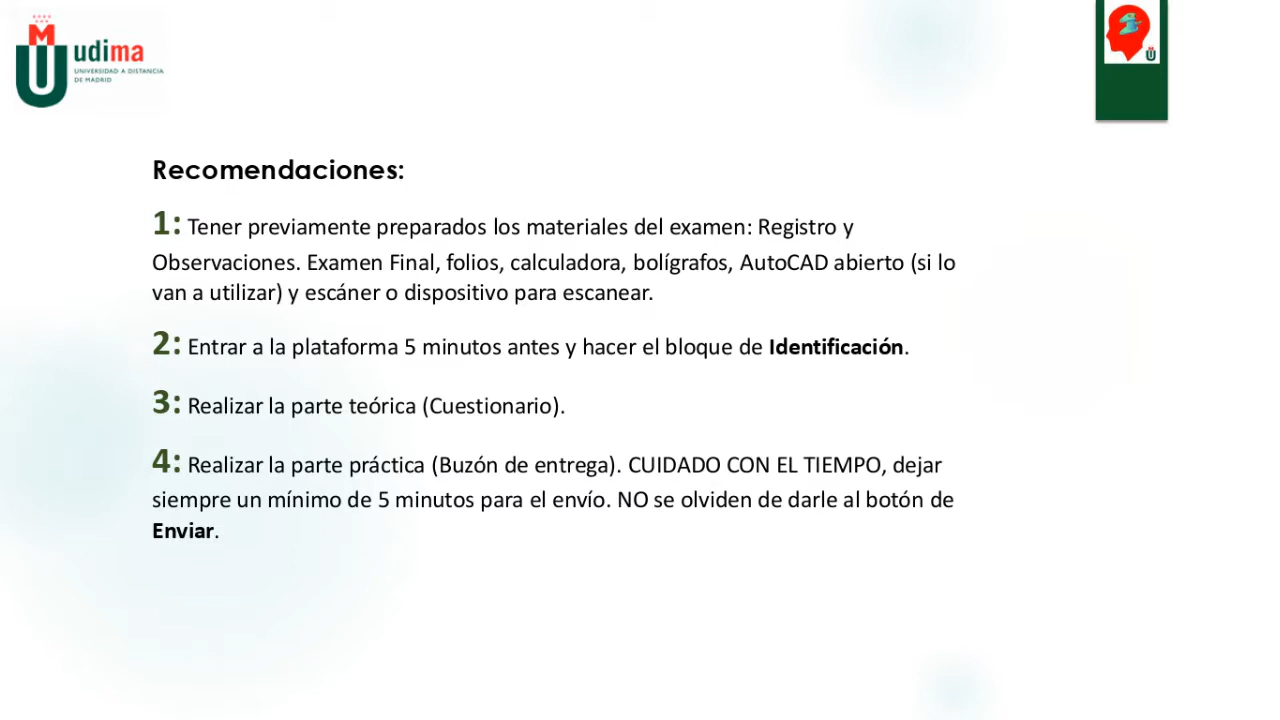 udima
UNIVERSIDAD A DISTANCIA
DE MADRID
Recomendaciones:
1: Tener previamente preparados los materiales del examen: Registro y
Observaciones. Examen Final, folios, calculadora, bolígrafos, AutoCAD abierto (si lo
van a utilizar) y escáner o dispositivo para escanear.
2: Entrar a la plataforma 5 minutos antes y hacer el bloque de Identificación.
3: Realizar la parte teórica (Cuestionario).
4: Realizar la parte práctica (Buzón de entrega). CUIDADO CON EL TIEMPO, dejar
siempre un mínimo de 5 minutos para el envío. NO se olviden de darle al botón de
Enviar.